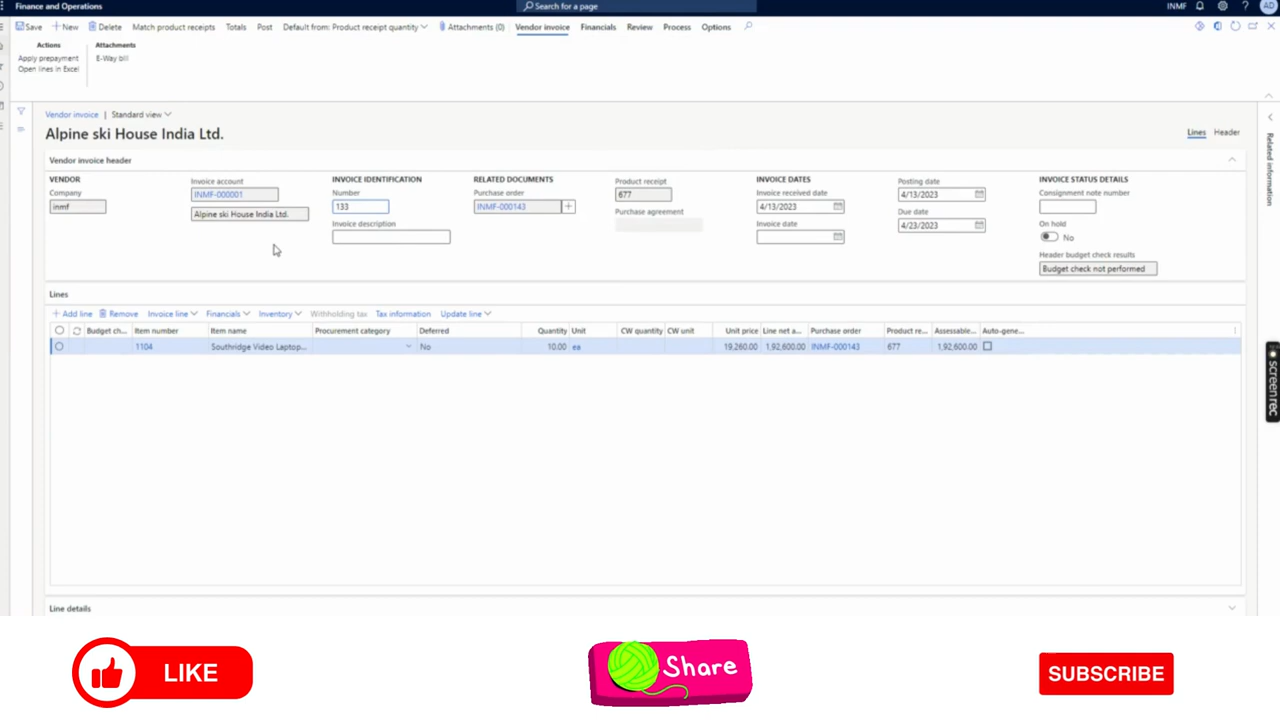 Finance and Operations
Search for a page
INMF
?
AD
Save
New
Delete
Match product receipts
Totals
Post
Default from: Product receipt quantity
Attachments (0)
Vendor invoice
Financials
Review
Process
Options
Actions
Attachments
Apply prepayment
E-Way bill
Open lines in Excel
Vendor invoice | Standard view
Alpine ski House India Ltd.
Lines
Header
Related information
Vendor invoice header
VENDOR
Company
inmf
Invoice account
INMF-000001
Alpine ski House India Ltd.
INVOICE IDENTIFICATION
Number
133
Invoice description
RELATED DOCUMENTS
Purchase order
INMF-000143
Product receipt
677
Purchase agreement
INVOICE DATES
Invoice received date
4/13/2023
Invoice date
Posting date
4/13/2023
Due date
4/23/2023
INVOICE STATUS DETAILS
Consignment note number
On hold
No
Header budget check results
Budget check not performed
Lines
+ Add line
Remove
Invoice line
Financials
Inventory
Withholding tax
Tax information
Update line
Budget ch... Item number Item name Procurement category Deferred Quantity Unit CW quantity CW unit Unit price Line net a... Purchase order Product re... Assessable... Auto-gene...
1104 Southridge Video Laptop... No 10.00 ea 19,260.00 1,92,600.00 INMF-000143 677 1,92,600.00
screenrec
Line details
LIKE
Share
SUBSCRIBE